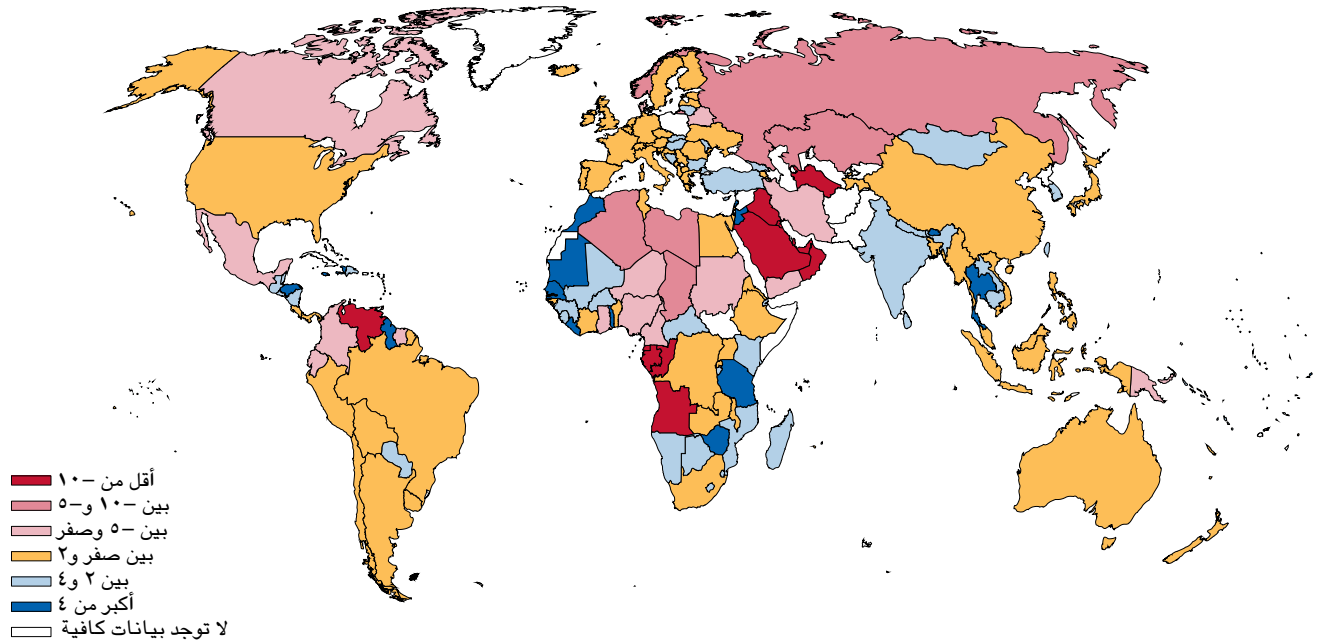 أقل من –١٠
بين –١٠ و–٥
بين –٥ وصفر
بين صفر و٢
بين ٢ و٤
أكبر من ٤
لا توجد بيانات كافية